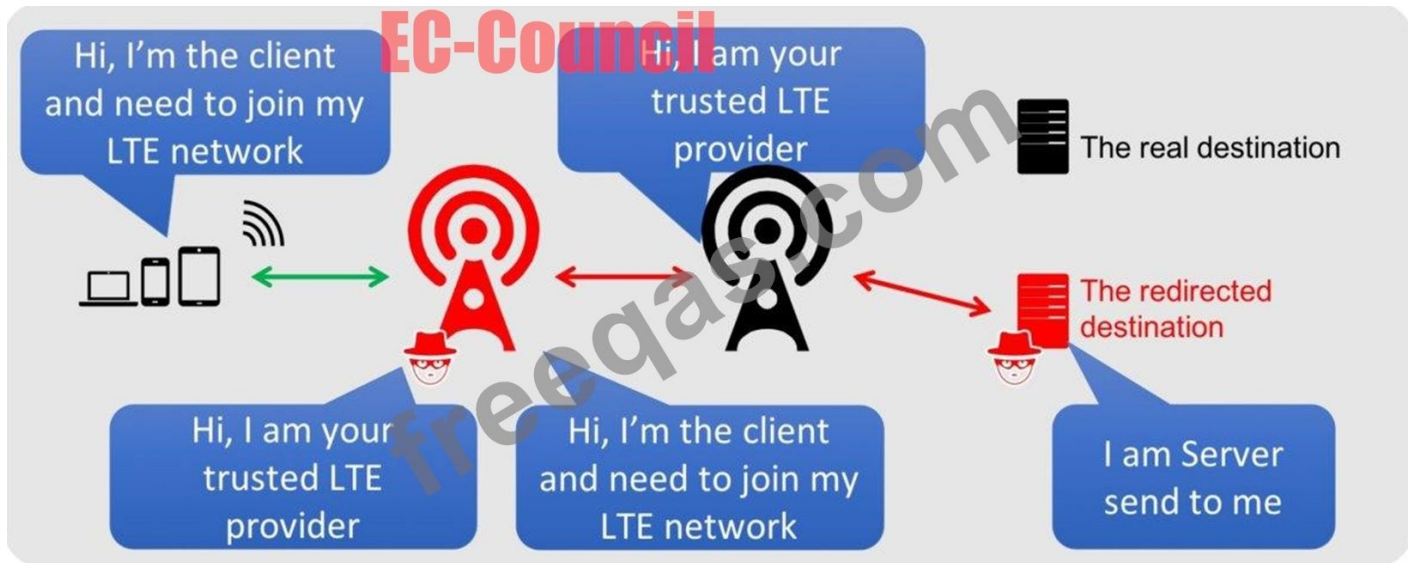 EC-Council
Hi, I'm the client
and need to join my
LTE network
Hi, I am your
trusted LTE
provider
The real destination
freeqas.com
The redirected
destination
Hi, I am your
trusted LTE
provider
Hi, I'm the client
and need to join my
LTE network
I am Server
send to me